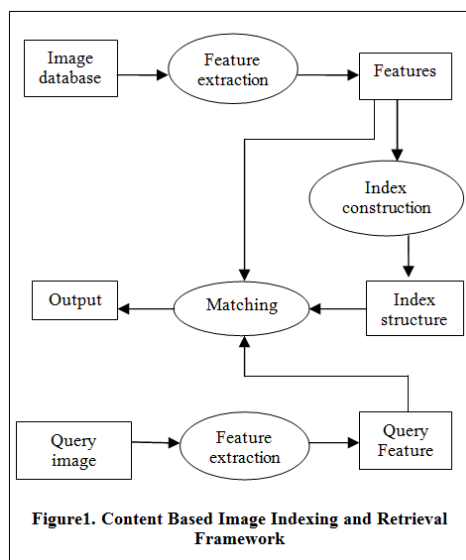 Image
database
Feature
extraction
Features
Index
construction
Output
Matching
Index
structure
Query
image
Feature
extraction
Query
Feature
Figure1. Content Based Image Indexing and Retrieval
Framework